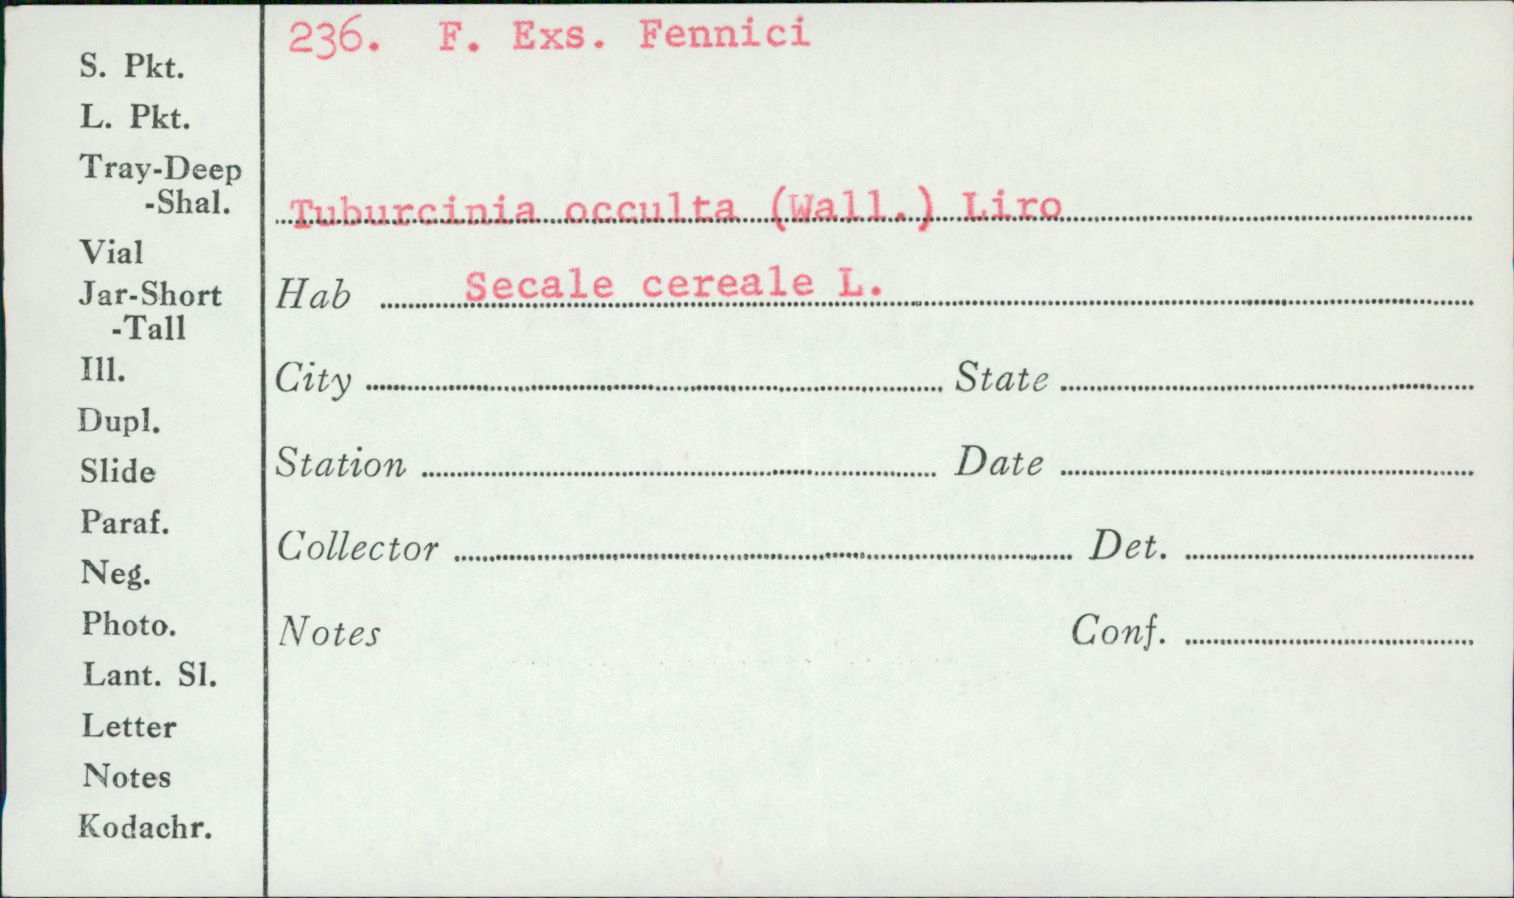 236. F. Exs. Fennici
S. Pkt.
L. Pkt.
Tray-Deep
-Shal.
Tuburcinia occulta (Wall.) Liro
Vial
Jar-Short
-Tall
Hab Secale cereale L.
Ill.
City State
Dupl.
Slide
Station Date
Paraf.
Collector Det.
Neg.
Photo.
Notes Conf.
Lant. Sl.
Letter
Notes
Kodachr.